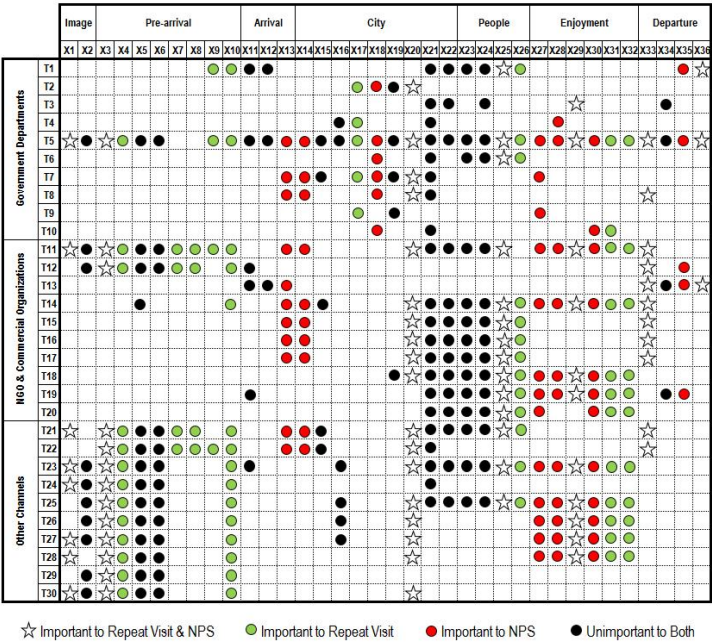 Image Pre-arrival Arrival City People Enjoyment Departure
X1 X2 X3 X4 X5 X6 X7 X8 X9 X10 X11 X12 X13 X14 X15 X16 X17 X18 X19 X20 X21 X22 X23 X24 X25 X26 X27 X28 X29 X30 X31 X32 X33 X34 X35 X36
Government Departments
T1
T2
T3
T4
T5
T6
T7
T8
T9
T10
NGO & Commercial Organizations
T11
T12
T13
T14
T15
T16
T17
T18
T19
T20
Other Channels
T21
T22
T23
T24
T25
T26
T27
T28
T29
T30
Important to Repeat Visit & NPS Important to Repeat Visit Important to NPS Unimportant to Both